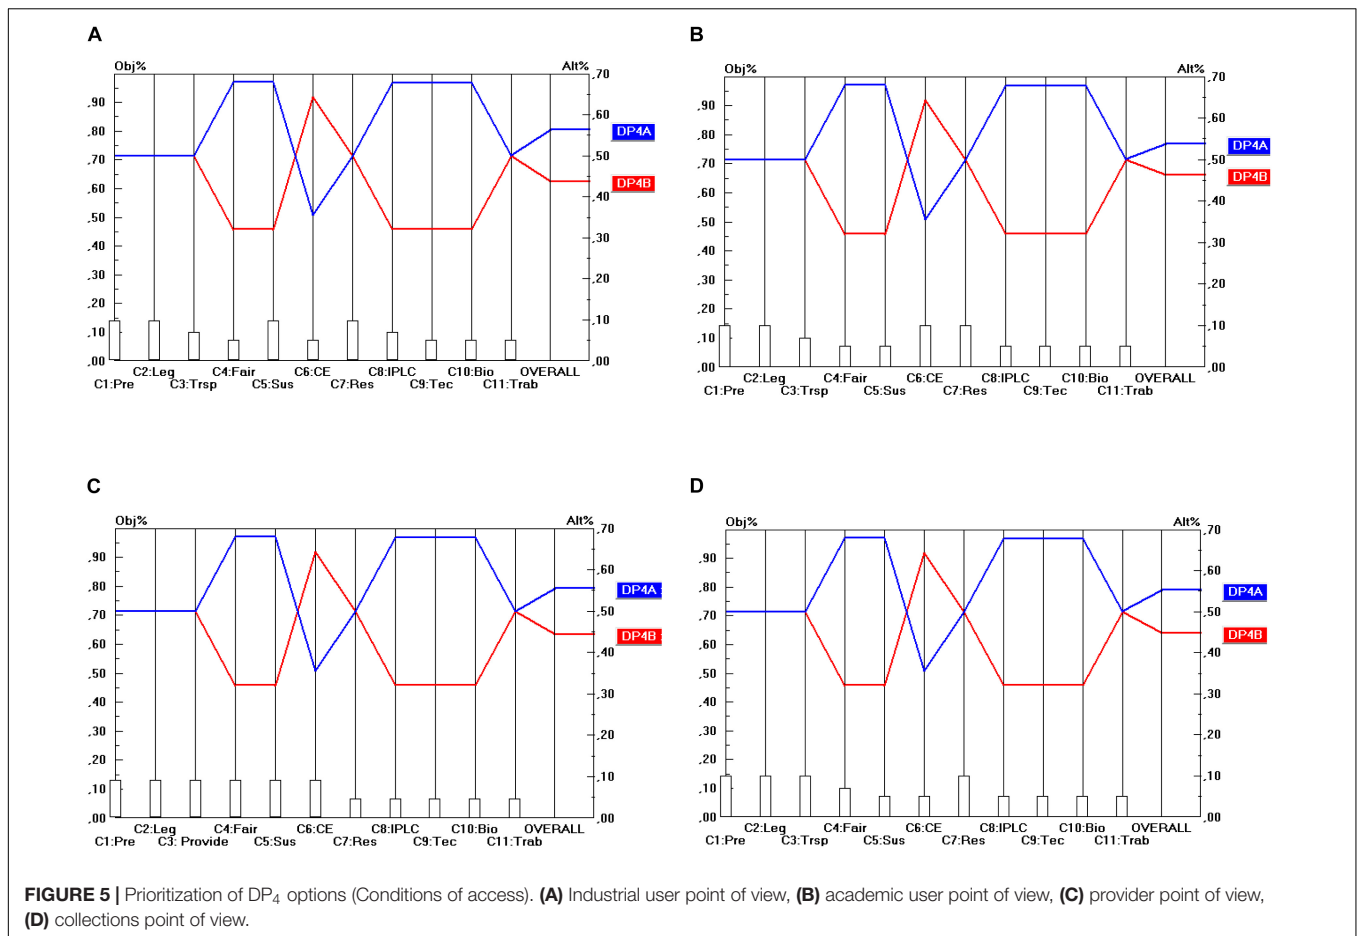 A
Obj%
Alt%
,90
,80
,70
,60
,50
,40
,30
,20
,10
,00
,70
,60
,50
,40
,30
,20
,10
,00
DP4A
DP4B
C2:Leg C4:Fair C6:CE C8:IPLC C10:Bio OVERALL
C1:Pre C3:Trsp C5:Sus C7:Res C9:Tec C11:Trab
B
Obj%
Alt%
,90
,80
,70
,60
,50
,40
,30
,20
,10
,00
,70
,60
,50
,40
,30
,20
,10
,00
DP4A
DP4B
C2:Leg C4:Fair C6:CE C8:IPLC C10:Bio OVERALL
C1:Pre C3:Trsp C5:Sus C7:Res C9:Tec C11:Trab
C
Obj%
Alt%
,90
,80
,70
,60
,50
,40
,30
,20
,10
,00
,70
,60
,50
,40
,30
,20
,10
,00
DP4A
DP4B
C2:Leg C4:Fair C6:CE C8:IPLC C10:Bio OVERALL
C1:Pre C3: Provide C5:Sus C7:Res C9:Tec C11:Trab
D
Obj%
Alt%
,90
,80
,70
,60
,50
,40
,30
,20
,10
,00
,70
,60
,50
,40
,30
,20
,10
,00
DP4A
DP4B
C2:Leg C4:Fair C6:CE C8:IPLC C10:Bio OVERALL
C1:Pre C3:Trsp C5:Sus C7:Res C9:Tec C11:Trab
FIGURE 5 | Prioritization of DP₄ options (Conditions of access). (A) Industrial user point of view, (B) academic user point of view, (C) provider point of view,
(D) collections point of view.